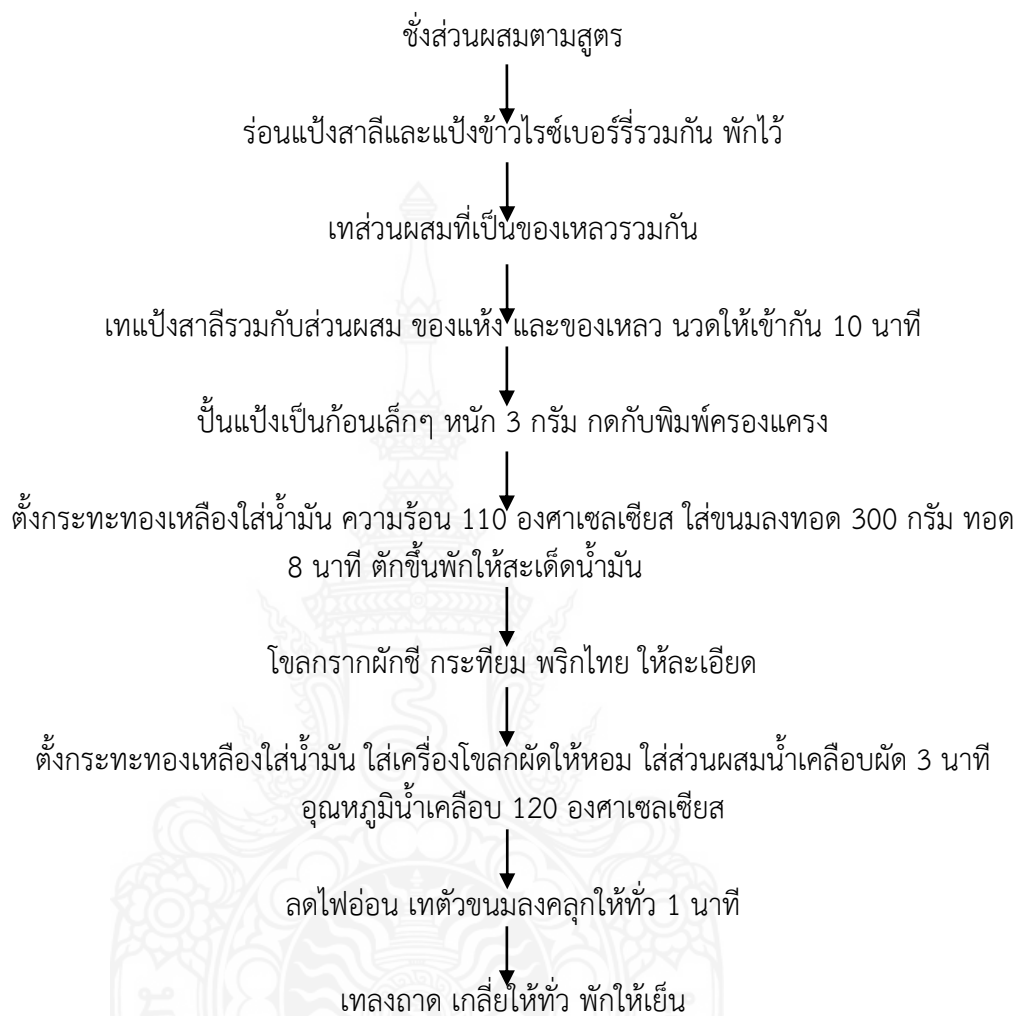 ชั่งส่วนผสมตามสูตร
ร่อนแป้งสาลีและแป้งข้าวไรซ์เบอร์รี่รวมกัน พักไว้
เทส่วนผสมที่เป็นของเหลวรวมกัน
เทแป้งสาลีรวมกับส่วนผสม ของแห้ง และของเหลว นวดให้เข้ากัน 10 นาที
ปั้นแป้งเป็นก้อนเล็กๆ หนัก 3 กรัม กดกับพิมพ์ครองแครง
ตั้งกระทะทองเหลืองใส่น้ำมัน ความร้อน 110 องศาเซลเซียส ใส่ขนมลงทอด 300 กรัม ทอด
8 นาที ตักขึ้นพักให้สะเด็ดน้ำมัน
โขลกรากผักชี กระทียม พริกไทย ให้ละเอียด
ตั้งกระทะทองเหลืองใส่น้ำมัน ใส่เครื่องโขลกผัดให้หอม ใส่ส่วนผสมน้ำเคลือบผัด 3 นาที
อุณหภูมิน้ำเคลือบ 120 องศาเซลเซียส
ลดไฟอ่อน เทตัวขนมลงคลุกให้ทั่ว 1 นาที
เทลงถาด เกลี่ยให้ทั่ว พักให้เย็น